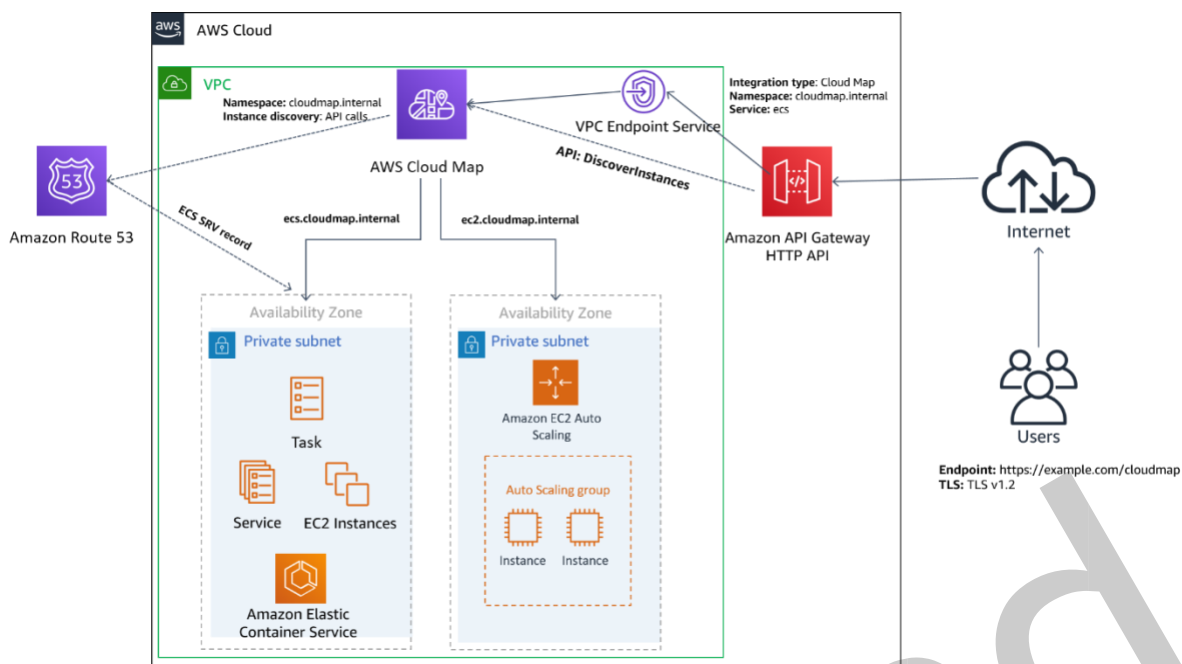 aws
AWS Cloud
VPC
Namespace: cloudmap.internal
Instance discovery: API calls
Integration type: Cloud Map
Namespace: cloudmap.internal
Service: ecs
VPC Endpoint Service
AWS Cloud Map
API: DiscoverInstances
53
Amazon Route 53
ECS SRV record
ecs.cloudmap.internal
ec2.cloudmap.internal
Amazon API Gateway
HTTP API
Internet
Availability Zone
Private subnet
Task
Service
EC2 Instances
Amazon Elastic
Container Service
Availability Zone
Private subnet
Amazon EC2 Auto
Scaling
Auto Scaling group
Instance
Instance
Users
Endpoint: https://example.com/cloudmap
TLS: TLS v1.2